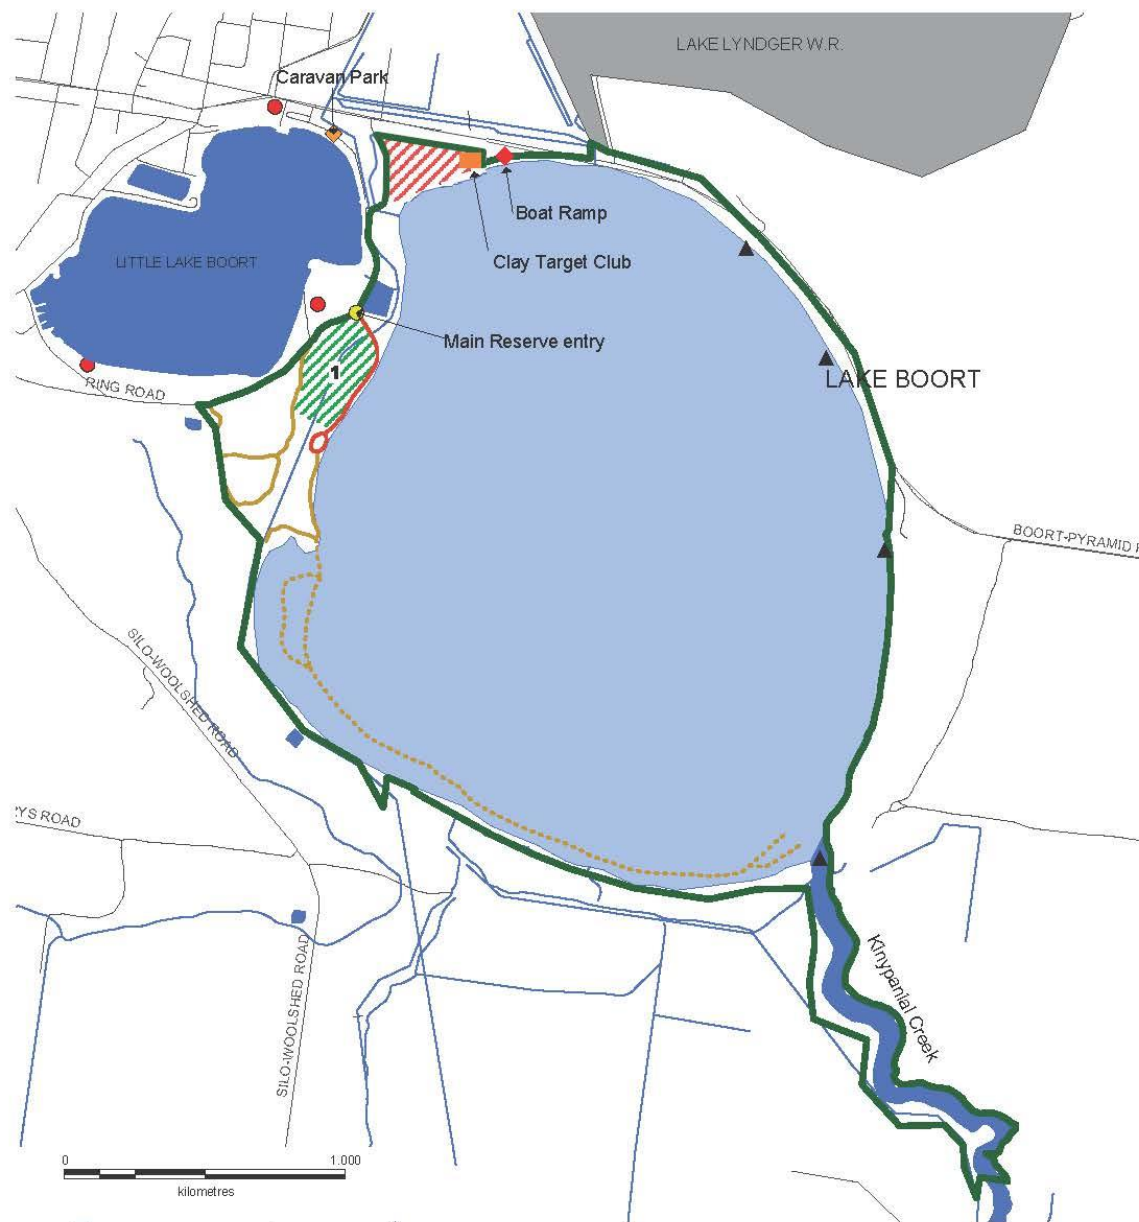 LAKE LYNDGER W.R.
Caravan Park
Boat Ramp
Clay Target Club
LITTLE LAKE BOORT
Main Reserve entry
1
LAKE BOORT
RING ROAD
BOORT-PYRAMID
SILO-WOOLSHED ROAD
YS ROAD
SILO-WOOLSHED ROAD
Kinypanial Creek
0 1.000
kilometres